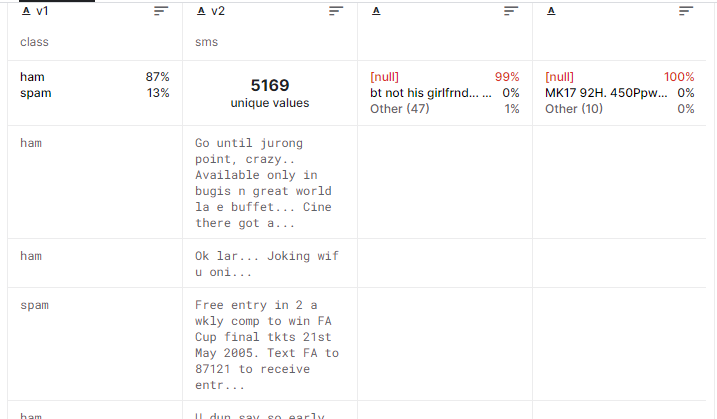 A v1
A v2
A
A
class
sms
ham 87%
spam 13%
5169
unique values
[null] 99%
bt not his girlfrnd... ... 0%
Other (47) 1%
[null] 100%
MK17 92H. 450Ppw... 0%
Other (10) 0%
ham
Go until jurong
point, crazy..
Available only in
bugis n great world
la e buffet... Cine
there got a...
ham
Ok lar... Joking wif
u oni...
spam
Free entry in 2 a
wkly comp to win FA
Cup final tkts 21st
May 2005. Text FA to
87121 to receive
entr...
ham
U dun say so early